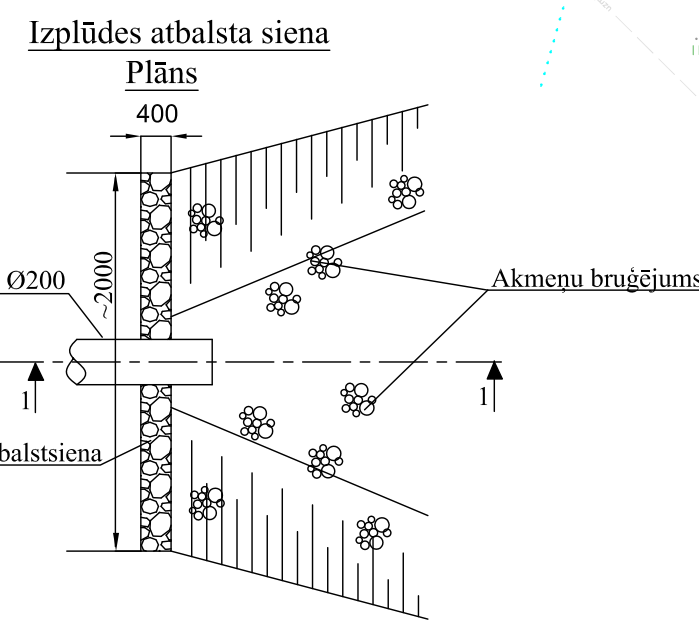 Izplūdes atbalsta siena
Plāns
400
Ø200
~2000
Akmeņu bruģējums
1
1
balstsiena